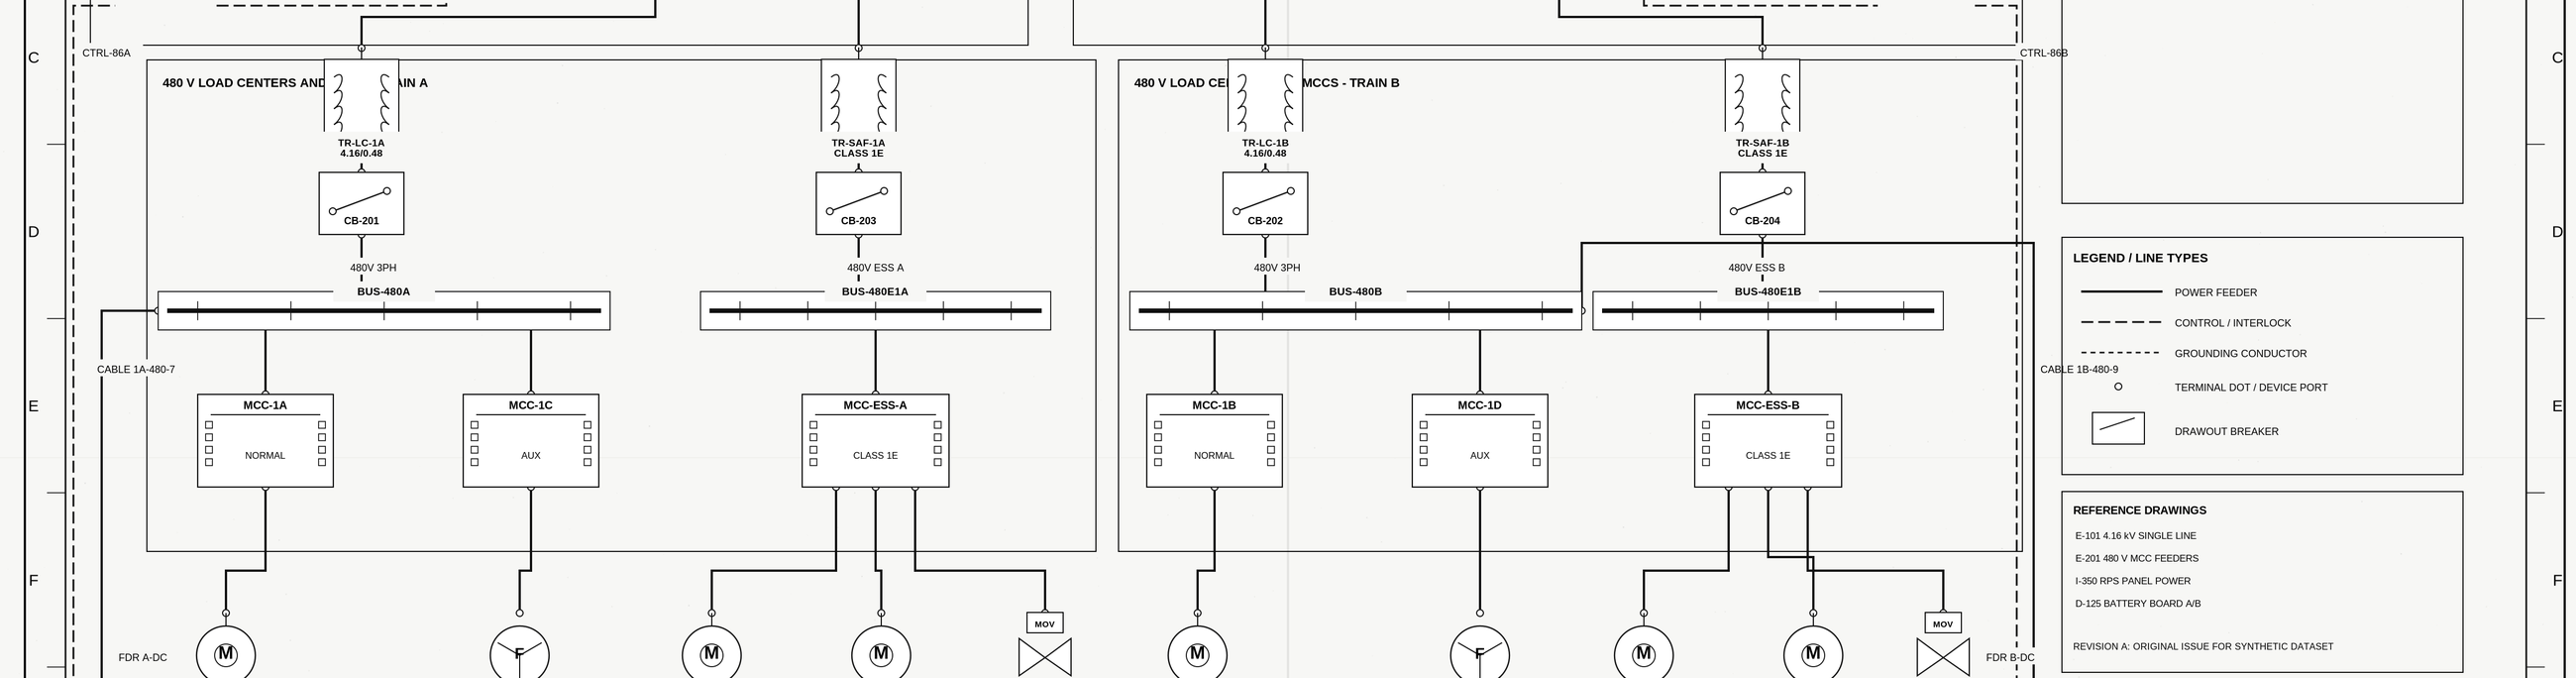 C
CTRL-86A
CTRL-86B
C
480 V LOAD CENTERS AND AIN A
480 V LOAD CE MCCS - TRAIN B
TR-LC-1A
4.16/0.48
TR-SAF-1A
CLASS 1E
TR-LC-1B
4.16/0.48
TR-SAF-1B
CLASS 1E
CB-201
CB-203
CB-202
CB-204
D
D
480V 3PH
480V ESS A
480V 3PH
480V ESS B
BUS-480A
BUS-480E1A
BUS-480B
BUS-480E1B
LEGEND / LINE TYPES
POWER FEEDER
CONTROL / INTERLOCK
GROUNDING CONDUCTOR
TERMINAL DOT / DEVICE PORT
DRAWOUT BREAKER
CABLE 1A-480-7
CABLE 1B-480-9
E
E
MCC-1A
NORMAL
MCC-1C
AUX
MCC-ESS-A
CLASS 1E
MCC-1B
NORMAL
MCC-1D
AUX
MCC-ESS-B
CLASS 1E
REFERENCE DRAWINGS
E-101 4.16 kV SINGLE LINE
E-201 480 V MCC FEEDERS
I-350 RPS PANEL POWER
D-125 BATTERY BOARD A/B
REVISION A: ORIGINAL ISSUE FOR SYNTHETIC DATASET
F
F
MOV
MOV
FDR A-DC
M
F
M
M
M
F
M
M
FDR B-DC